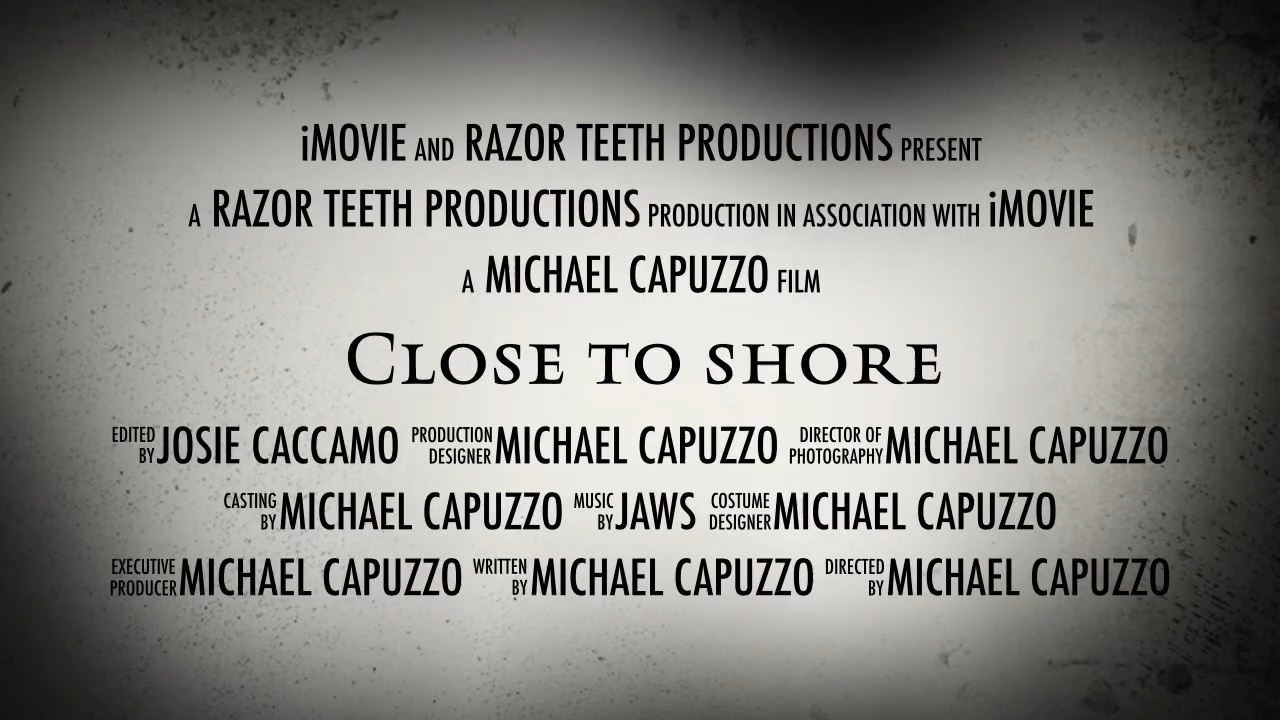 iMOVIE AND RAZOR TEETH PRODUCTIONS PRESENT
A RAZOR TEETH PRODUCTIONS PRODUCTION IN ASSOCIATION WITH iMOVIE
A MICHAEL CAPUZZO FILM
CLOSE TO SHORE
EDITED BY JOSIE CACCAMO PRODUCTION DESIGNER MICHAEL CAPUZZO DIRECTOR OF PHOTOGRAPHY MICHAEL CAPUZZO
CASTING BY MICHAEL CAPUZZO MUSIC BY JAWS COSTUME DESIGNER MICHAEL CAPUZZO
EXECUTIVE PRODUCER MICHAEL CAPUZZO WRITTEN BY MICHAEL CAPUZZO DIRECTED BY MICHAEL CAPUZZO